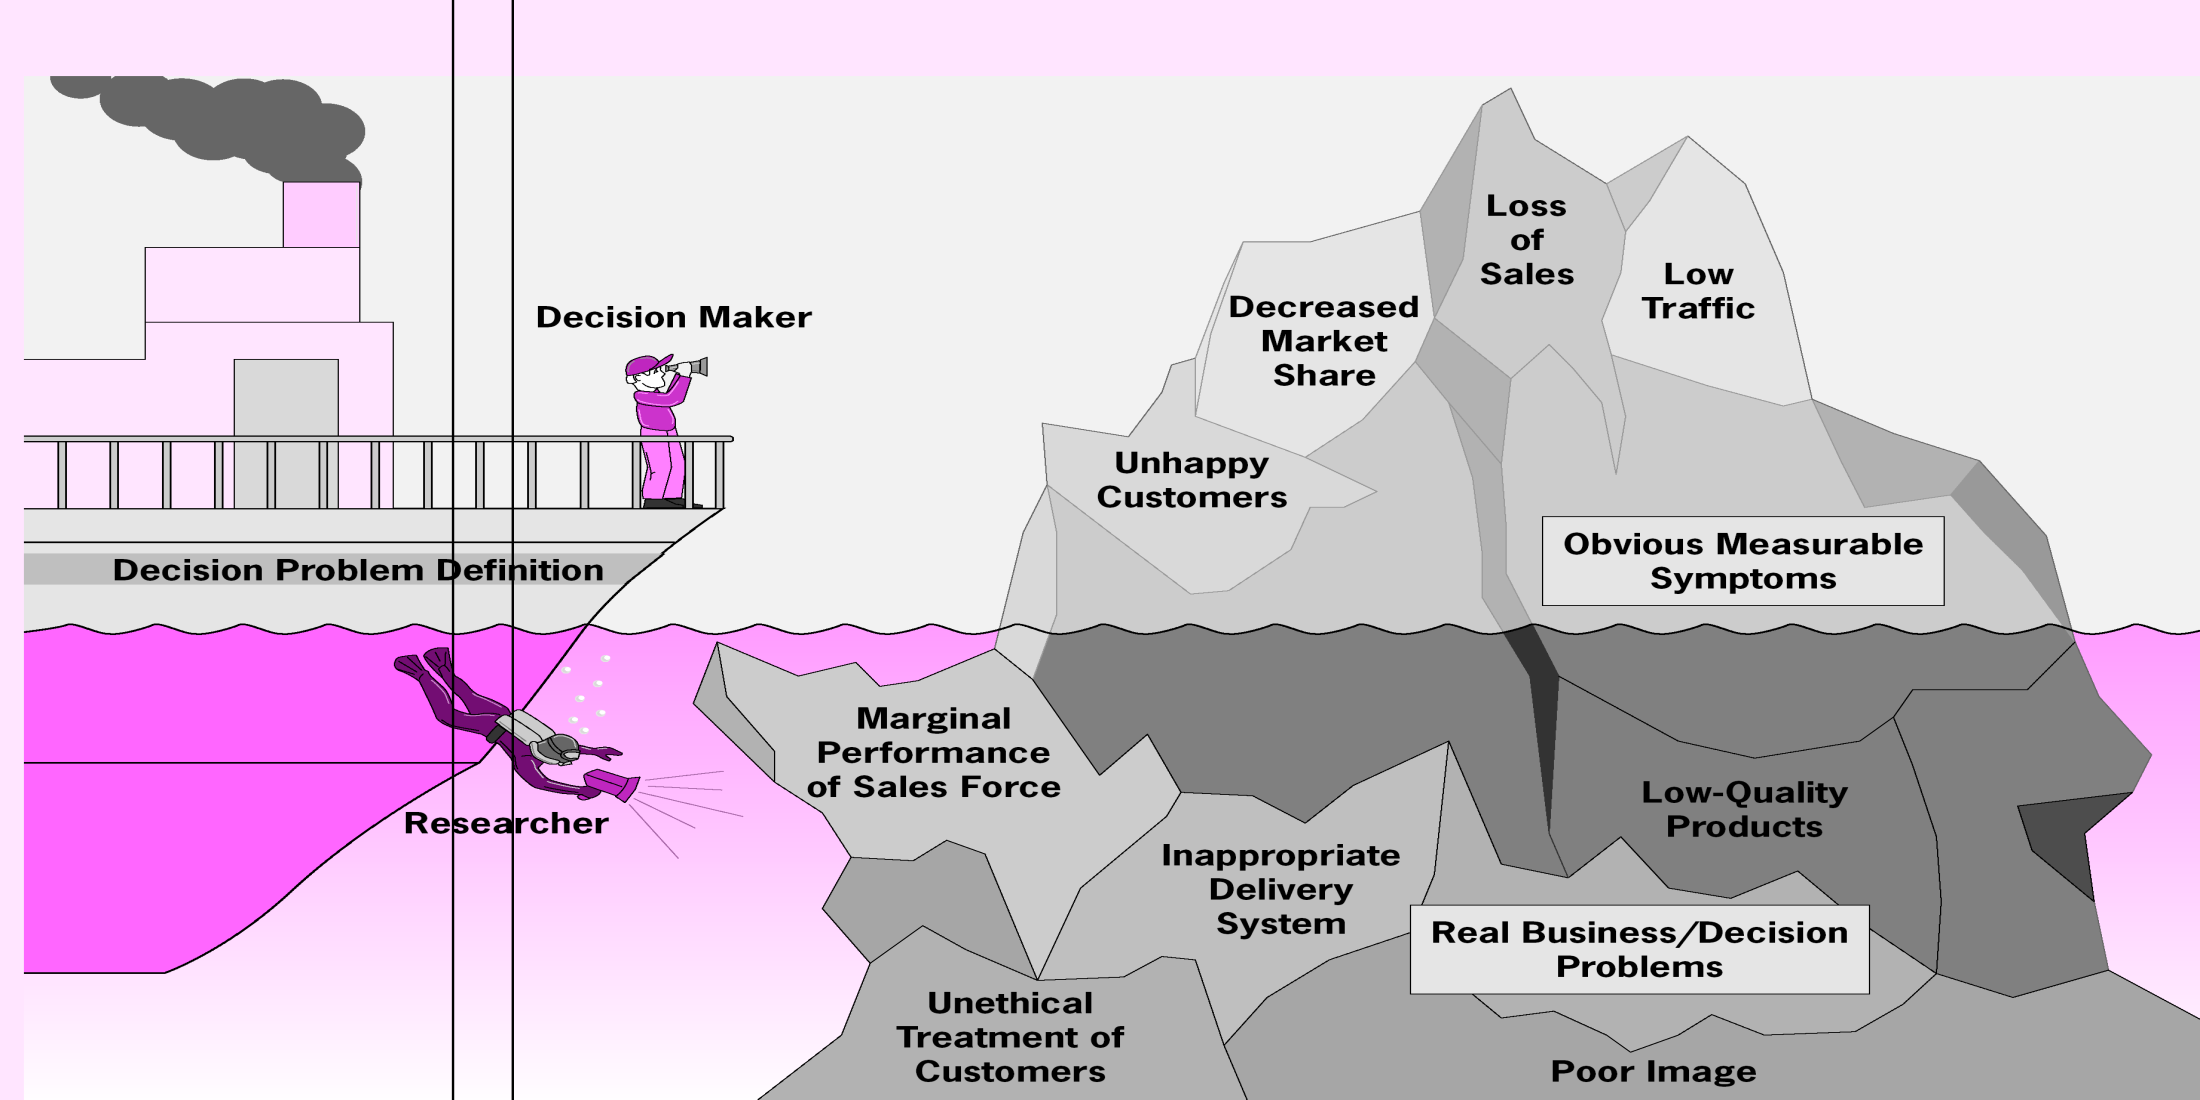 Loss
of
Sales
Low
Traffic
Decision Maker
Decreased
Market
Share
Unhappy
Customers
Obvious Measurable
Symptoms
Decision Problem Definition
Marginal
Performance
of Sales Force
Researcher
Low-Quality
Products
Inappropriate
Delivery
System
Real Business/Decision
Problems
Unethical
Treatment of
Customers
Poor Image